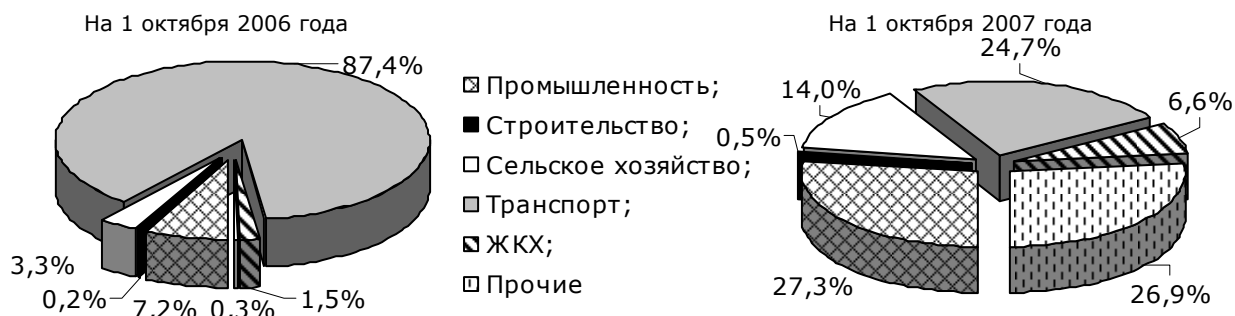 На 1 октября 2006 года
87,4%
3,3%
0,2%
7,2%
0,3%
1,5%
Промышленность;
Строительство;
Сельское хозяйство;
Транспорт;
ЖКХ;
Прочие
На 1 октября 2007 года
24,7%
14,0%
6,6%
0,5%
27,3%
26,9%